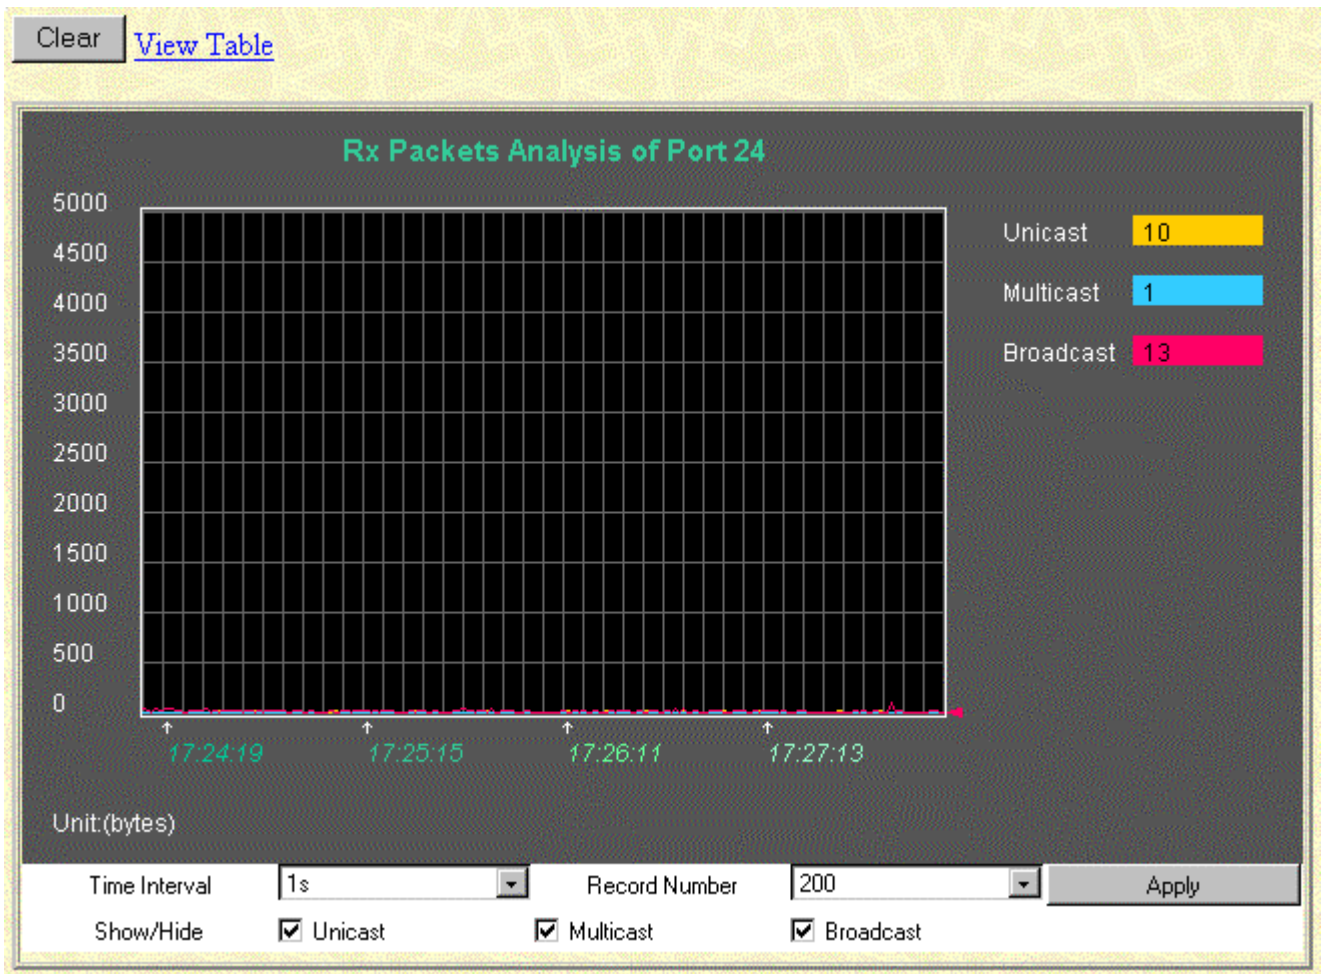 Clear View Table
Rx Packets Analysis of Port 24
5000
4500
4000
3500
3000
2500
2000
1500
1000
500
0
Unicast 10
Multicast 1
Broadcast 13
17:24:19 17:25:15 17:26:11 17:27:13
Unit:(bytes)
Time Interval 1s Record Number 200 Apply
Show/Hide Unicast Multicast Broadcast